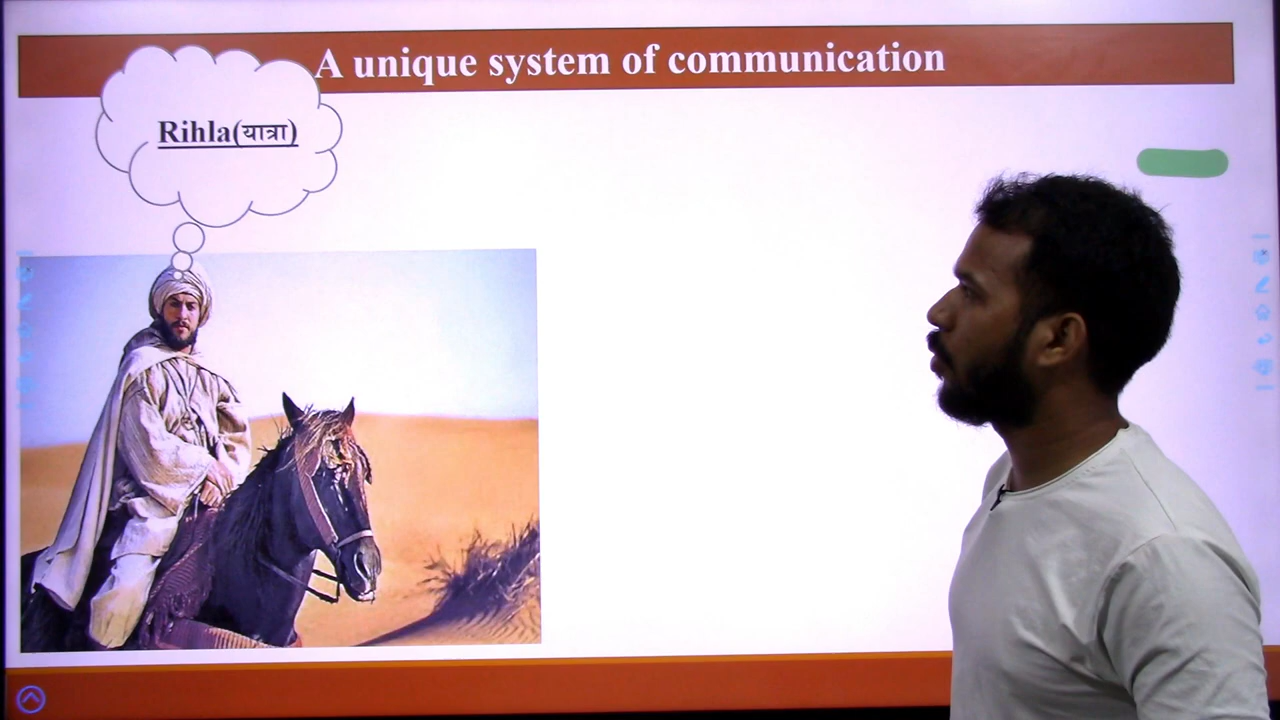 A unique system of communication
Rihla(यात्रा)